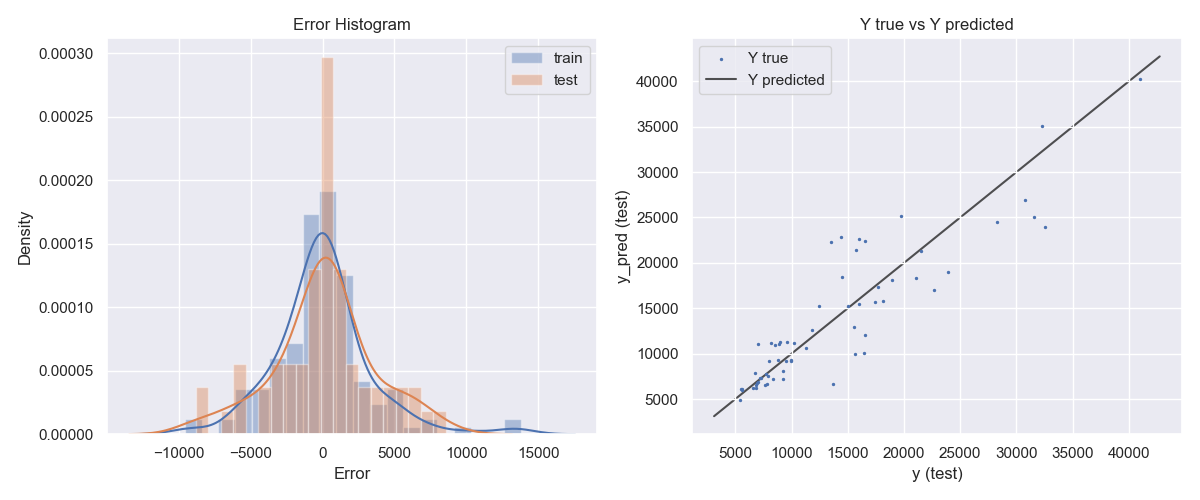 Error Histogram
0.00030
0.00025
0.00020
0.00015
0.00010
0.00005
0.00000
Density
train
test
−10000 −5000 0 5000 10000 15000
Error
Y true vs Y predicted
Y true
Y predicted
40000
35000
30000
25000
20000
15000
10000
5000
y_pred (test)
5000 10000 15000 20000 25000 30000 35000 40000
y (test)